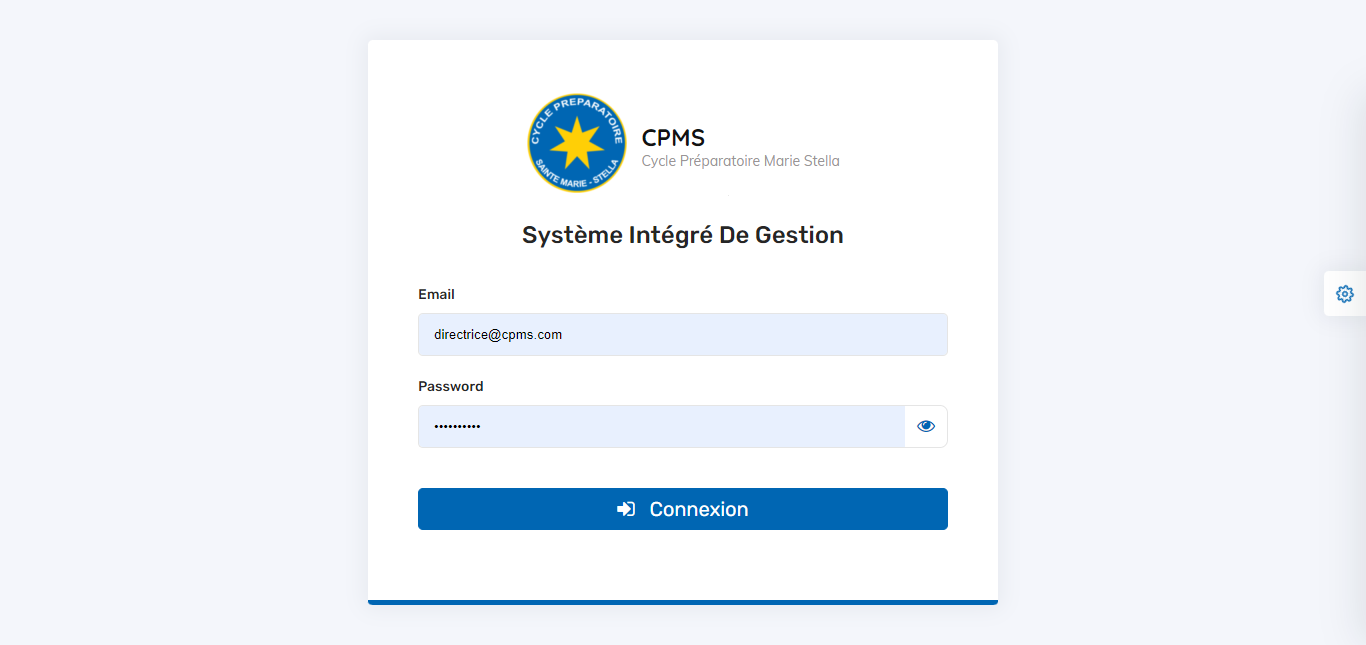 CYCLE PREPARATOIRE
SAINTE MARIE - STELLA
CPMS
Cycle Préparatoire Marie Stella
Système Intégré De Gestion
Email
directrice@cpms.com
Password
••••••••••
Connexion